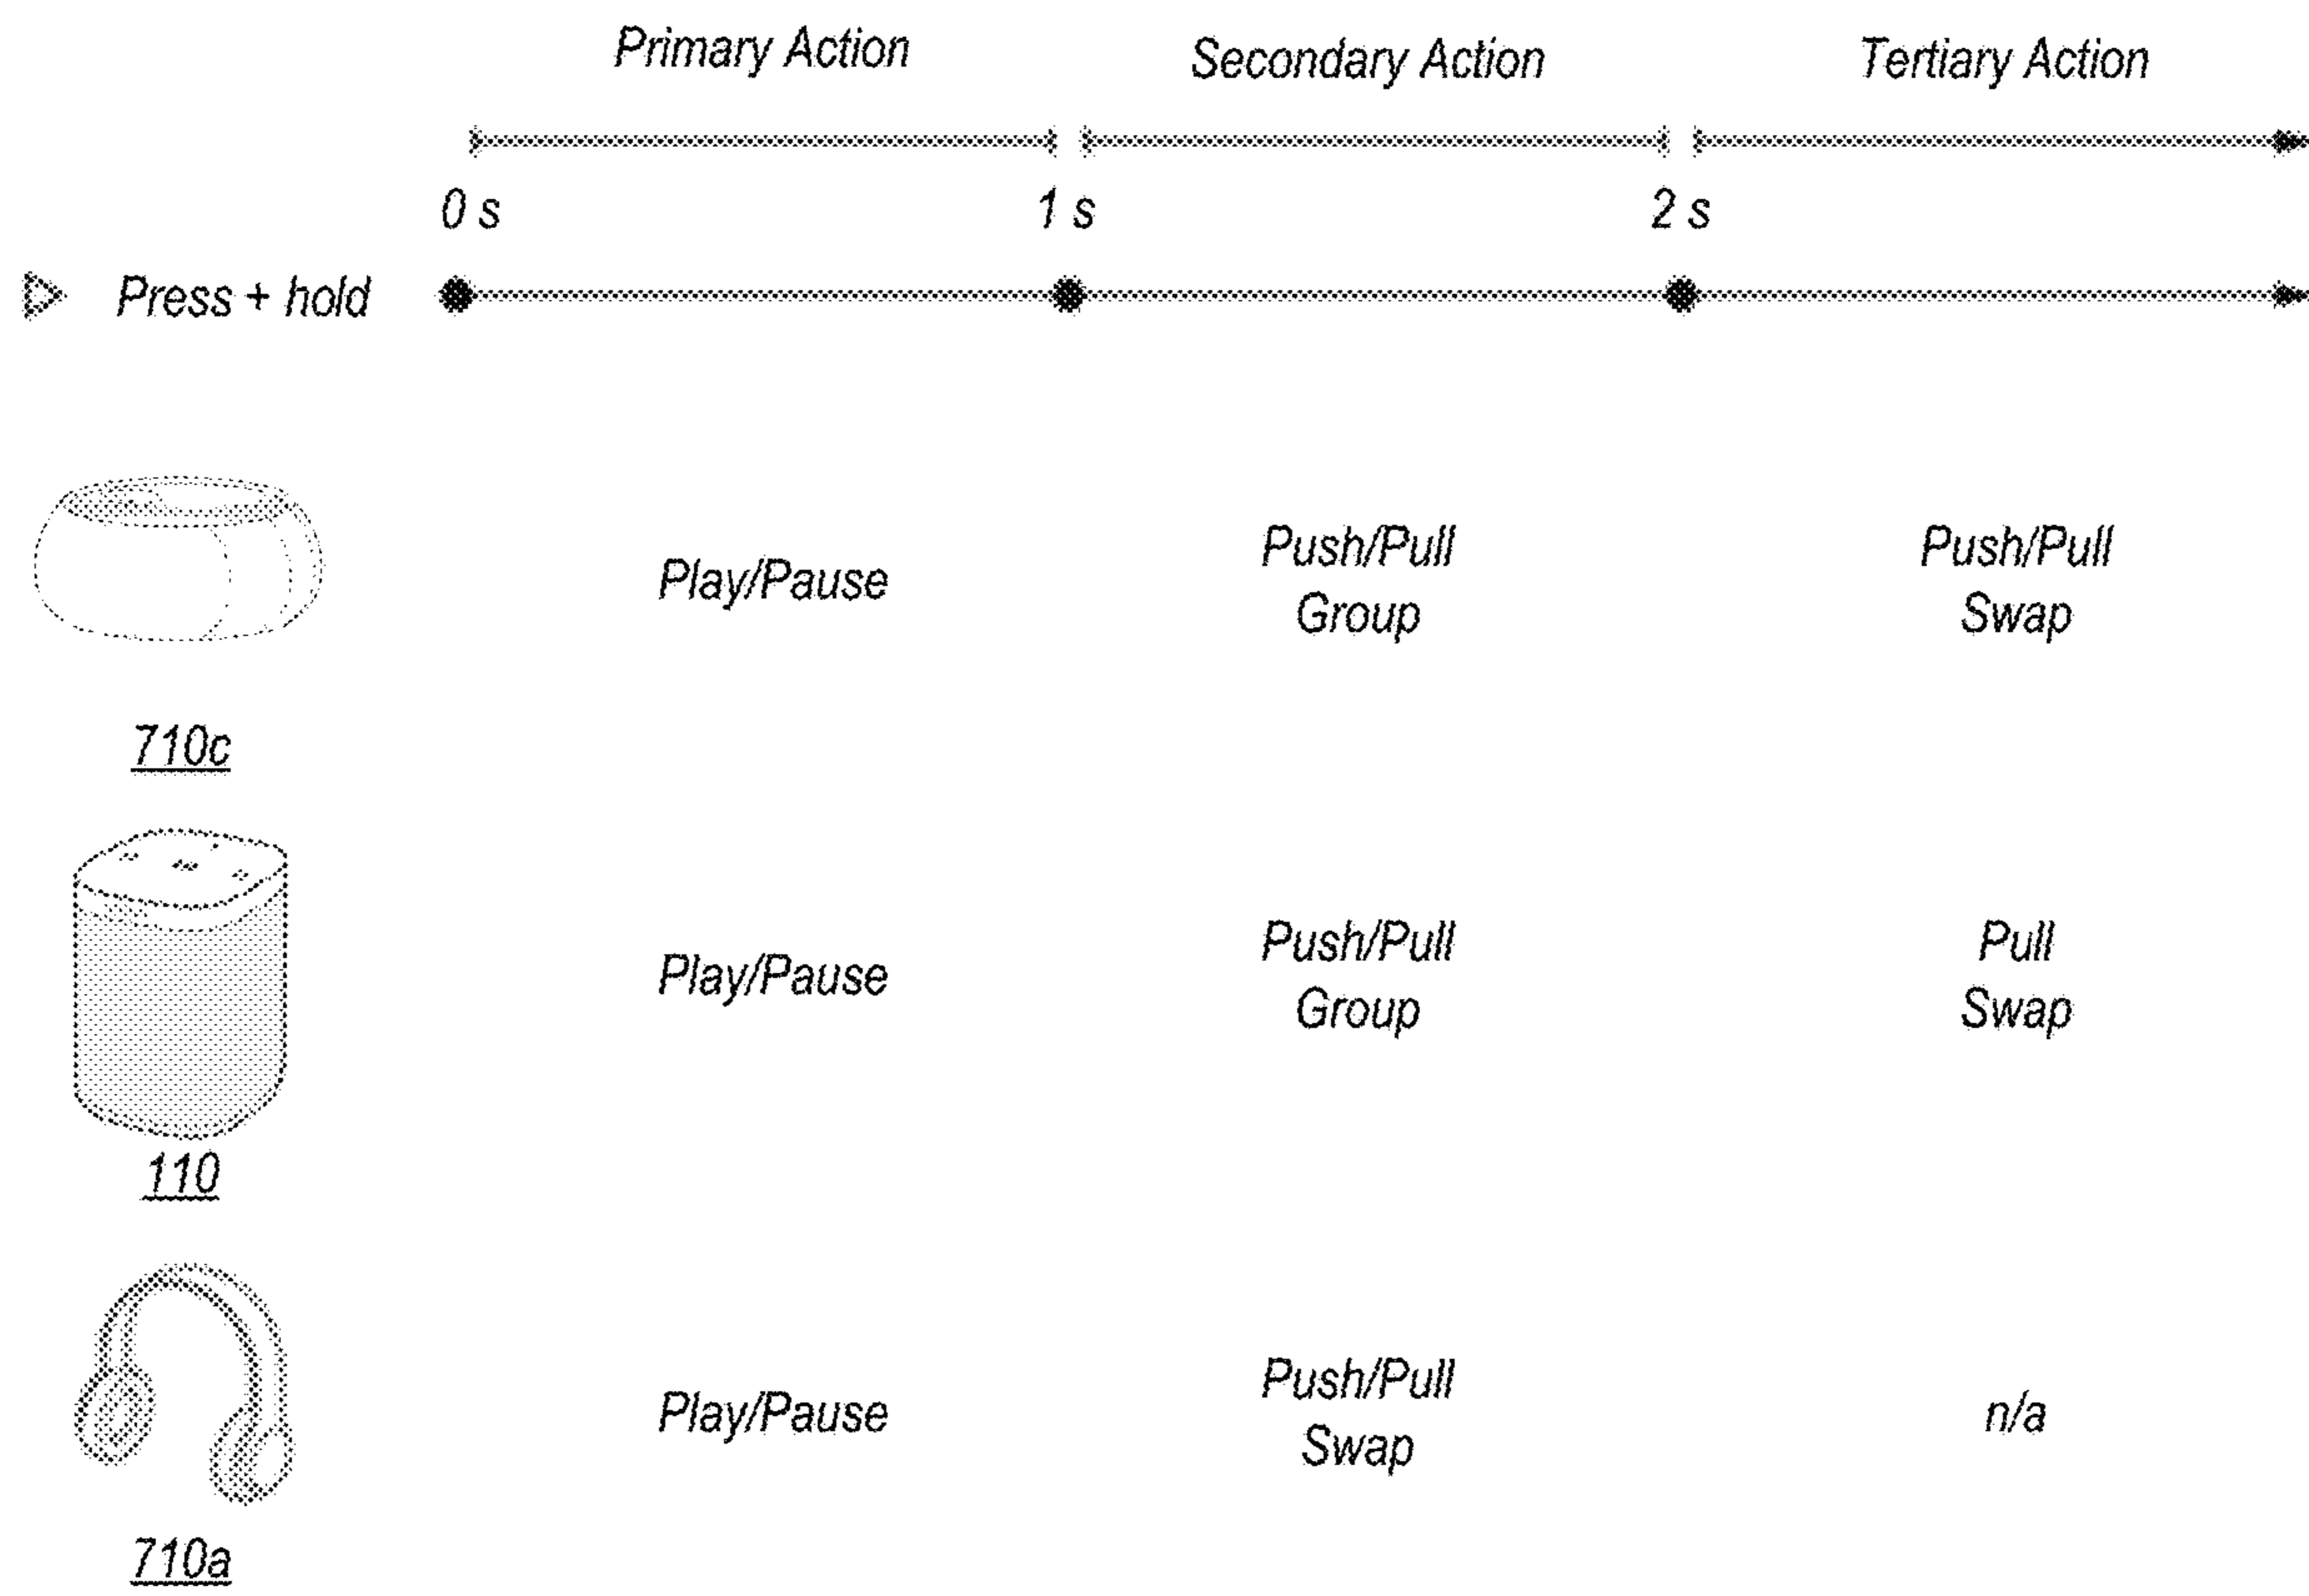 Primary Action
Secondary Action
Tertiary Action
0 s
1 s
2 s
Press + hold
Play/Pause
Push/Pull
Group
Push/Pull
Swap
710c
Play/Pause
Push/Pull
Group
Pull
Swap
110
Play/Pause
Push/Pull
Swap
n/a
710a